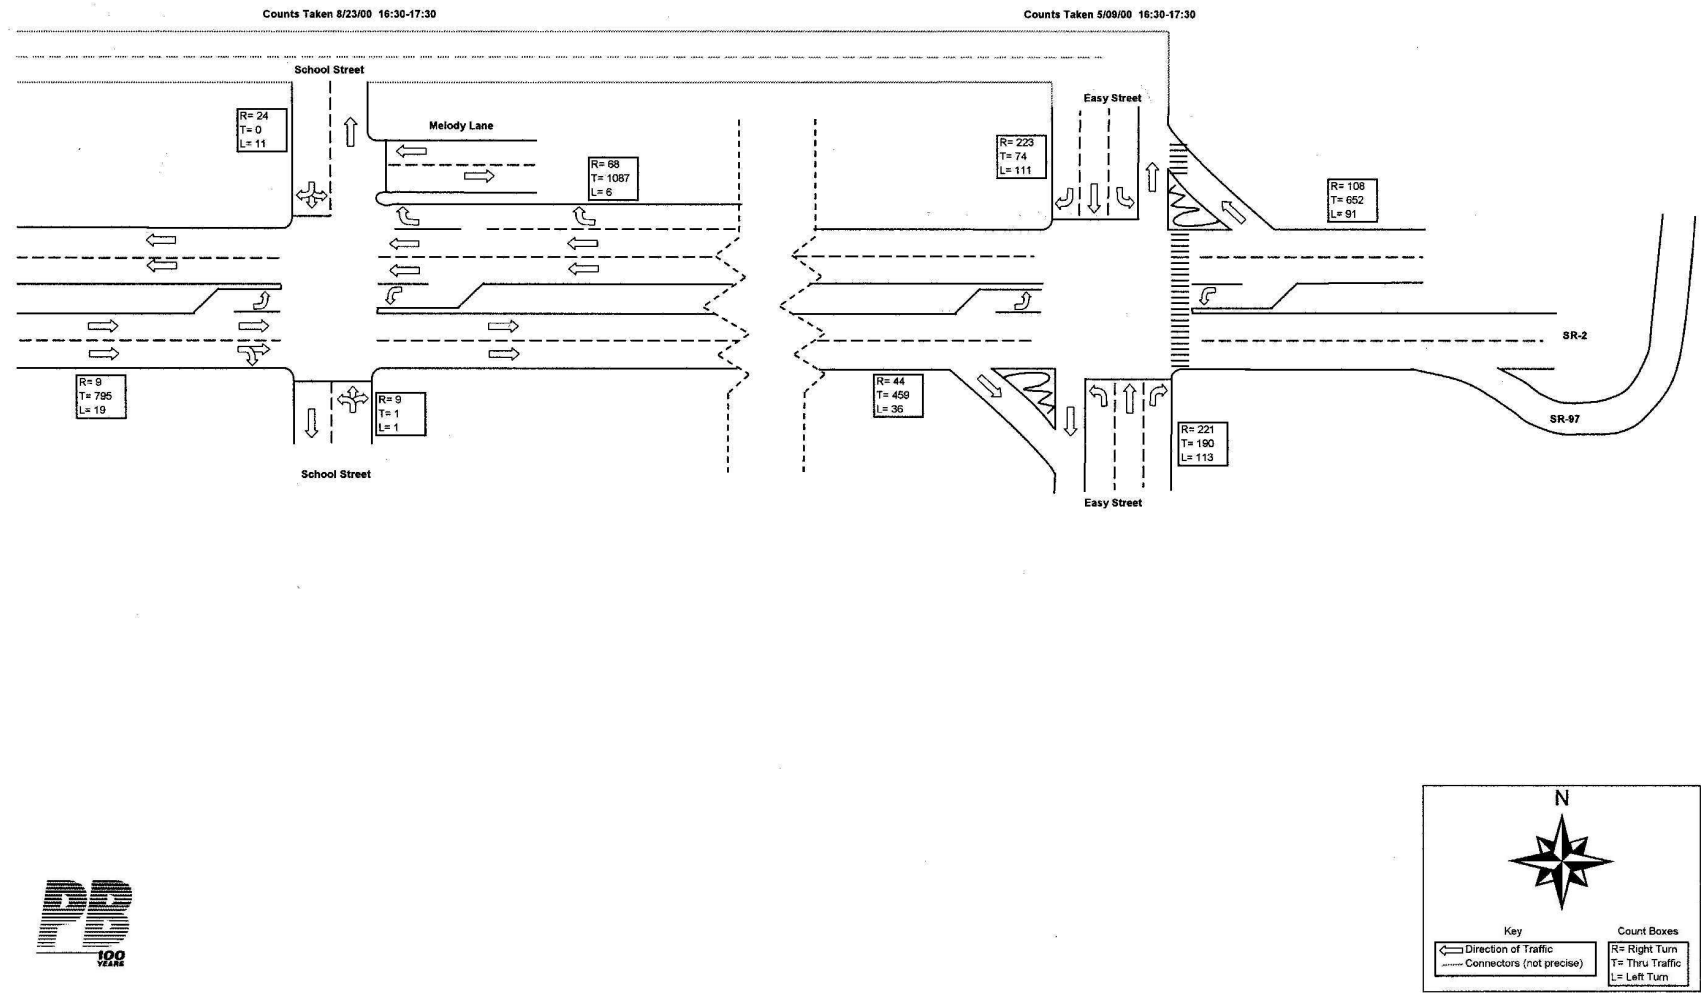 Counts Taken 8/23/00 16:30-17:30
Counts Taken 5/09/00 16:30-17:30
School Street
Easy Street
R= 24
T= 0
L= 11
Melody Lane
R= 68
T= 1087
L= 6
R= 223
T= 74
L= 111
R= 108
T= 652
L= 91
SR-2
R= 9
T= 795
L= 19
R= 9
T= 1
L= 1
R= 44
T= 459
L= 36
SR-97
R= 221
T= 190
L= 113
School Street
Easy Street
N
Key
Direction of Traffic
Connectors (not precise)
Count Boxes
R= Right Turn
T= Thru Traffic
L= Left Turn
PB
100
YEARS